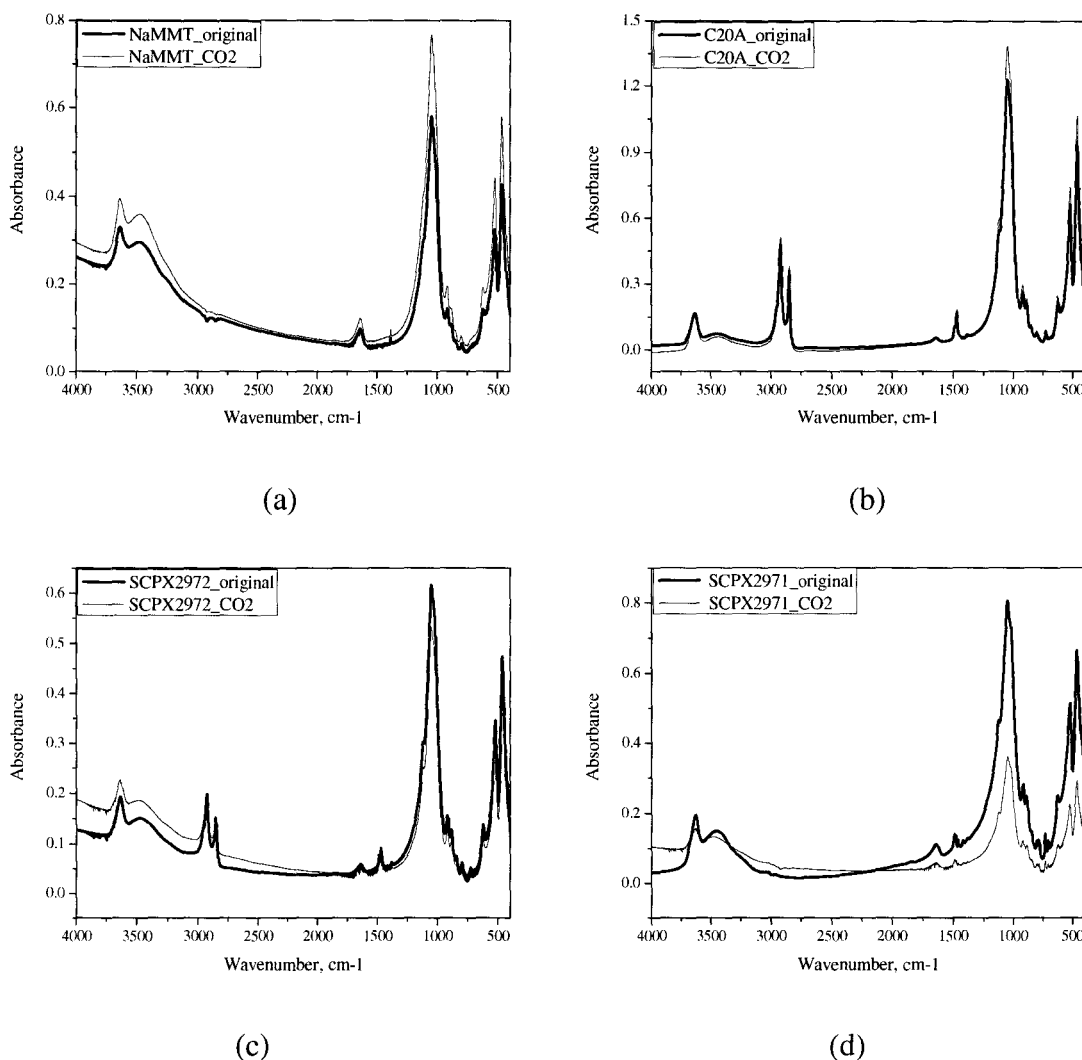 NaMMT_original
NaMMT_CO2
0.8
0.6
0.4
0.2
0.0
Absorbance
4000 3500 3000 2500 2000 1500 1000 500
Wavenumber, cm-1
(a)
C20A_original
C20A_CO2
1.5
1.2
0.9
0.6
0.3
0.0
Absorbance
4000 3500 3000 2500 2000 1500 1000 500
Wavenumber, cm-1
(b)
SCPX2972_original
SCPX2972_CO2
0.6
0.5
0.4
0.3
0.2
0.1
0.0
Absorbance
4000 3500 3000 2500 2000 1500 1000 500
Wavenumber, cm-1
(c)
SCPX2971_original
SCPX2971_CO2
0.8
0.6
0.4
0.2
0.0
Absorbance
4000 3500 3000 2500 2000 1500 1000 500
Wavenumber, cm-1
(d)